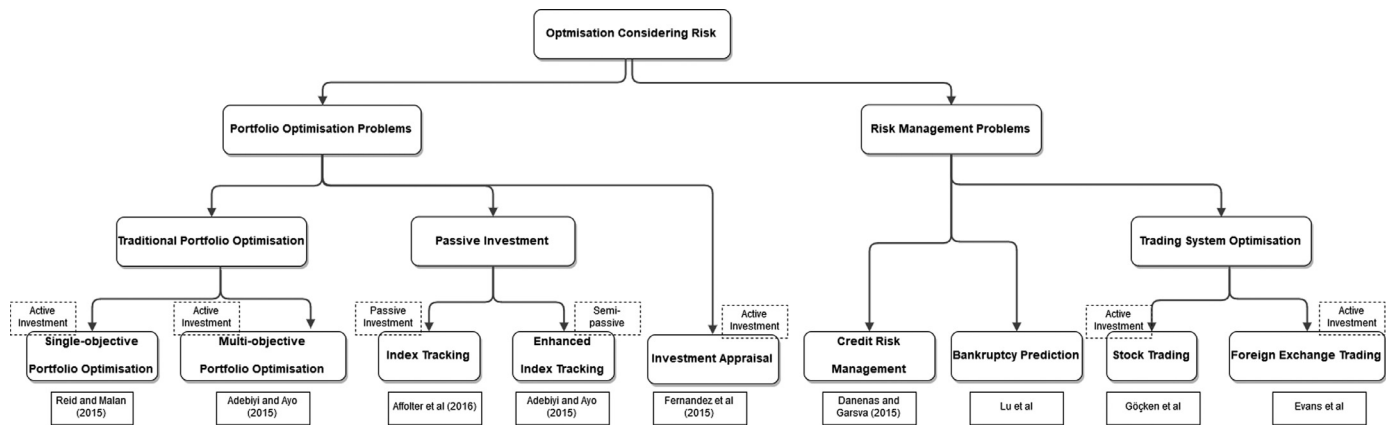 Optmisation Considering Risk
Portfolio Optimisation Problems
Risk Management Problems
Traditional Portfolio Optimisation
Passive Investment
Trading System Optimisation
Active
Investment
Active
Investment
Passive
Investment
Semi-
passive
Active
Investment
Active
Investment
Active
Investment
Single-objective
Portfolio Optimisation
Multi-objective
Portfolio Optimisation
Index Tracking
Enhanced
Index Tracking
Investment Appraisal
Credit Risk
Management
Bankruptcy Prediction
Stock Trading
Foreign Exchange Trading
Reid and Malan
(2015)
Adebiyi and Ayo
(2015)
Affolter et al (2016)
Adebiyi and Ayo
(2015)
Fernandez et al
(2015)
Danenas and
Garsva (2015)
Lu et al
Göçken et al
Evans et al